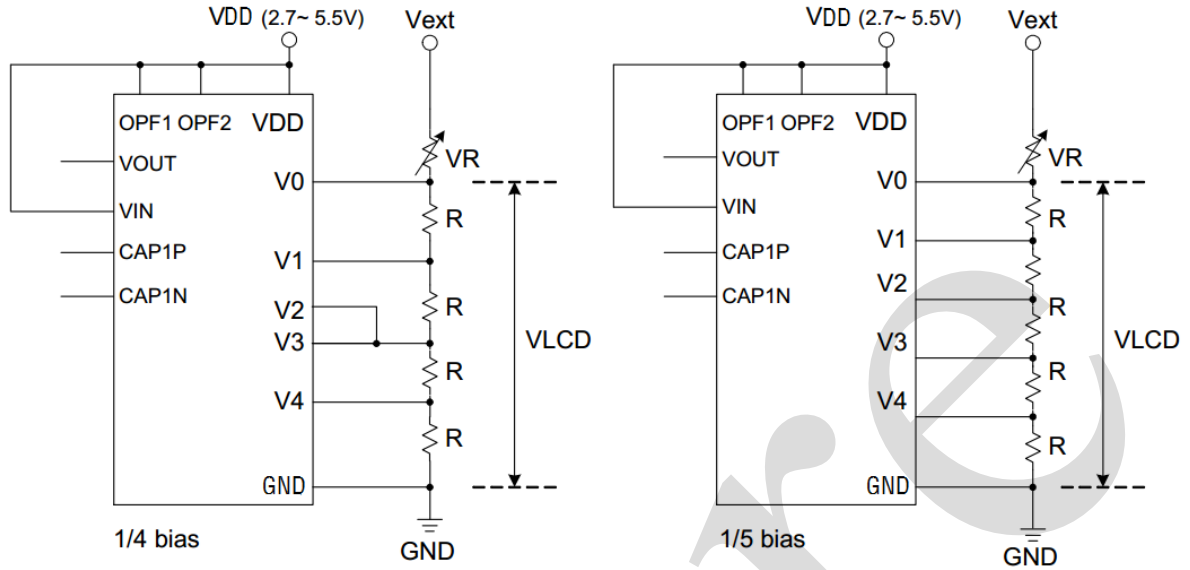 VDD (2.7~ 5.5V) Vext
OPF1 OPF2 VDD
VOUT
VR
V0
VIN
R
CAP1P
V1
CAP1N
V2
R
V3
VLCD
R
V4
R
GND
1/4 bias
GND
VDD (2.7~ 5.5V) Vext
OPF1 OPF2 VDD
VOUT
VR
V0
VIN
R
V1
CAP1P
V2
CAP1N
R
V3
VLCD
R
V4
R
GND
1/5 bias
GND
re